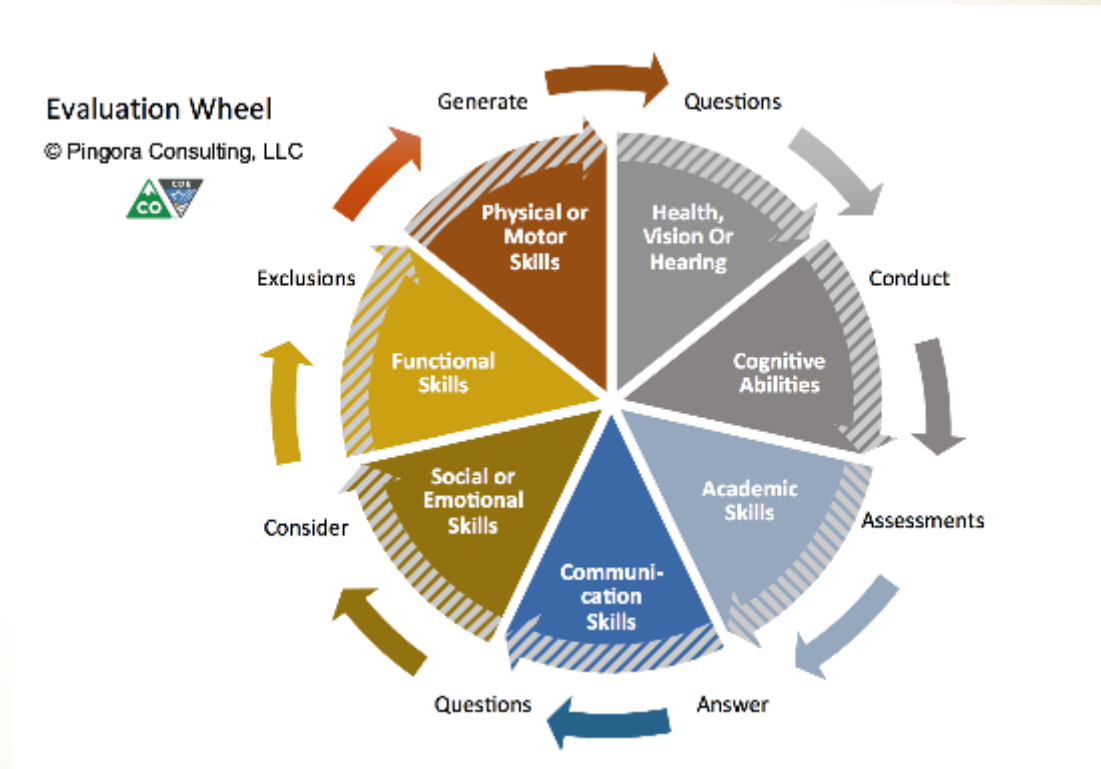 Evaluation Wheel
© Pingora Consulting, LLC
CO
CDE
Generate
Questions
Conduct
Assessments
Answer
Questions
Consider
Exclusions
Physical or
Motor
Skills
Health,
Vision Or
Hearing
Cognitive
Abilities
Academic
Skills
Communi-
cation
Skills
Social or
Emotional
Skills
Functional
Skills